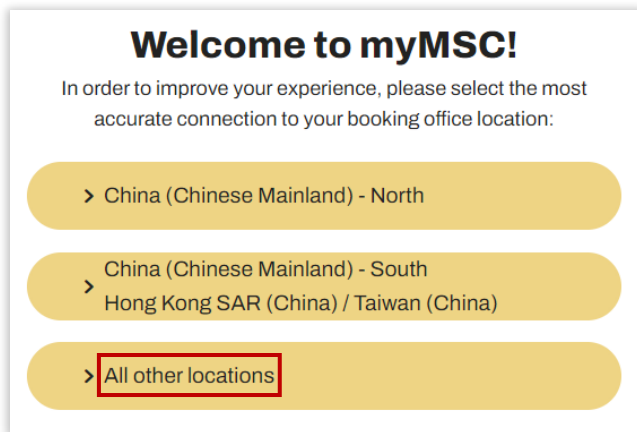 Welcome to myMSC!
In order to improve your experience, please select the most
accurate connection to your booking office location:
China (Chinese Mainland) - North
China (Chinese Mainland) - South
Hong Kong SAR (China) / Taiwan (China)
All other locations